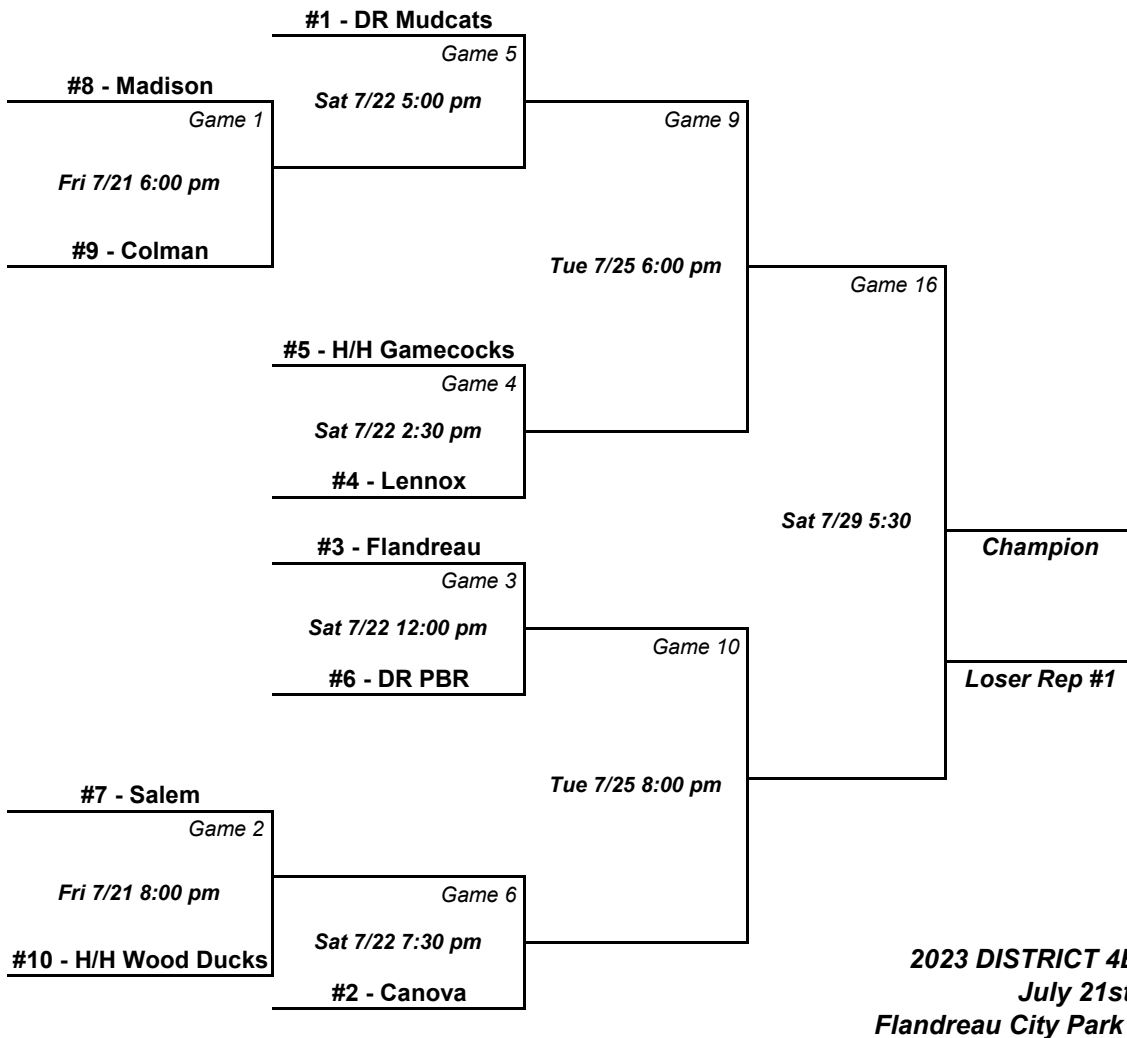 #1 - DR Mudcats
Game 5
#8 - Madison
Sat 7/22 5:00 pm
Game 1
Game 9
Fri 7/21 6:00 pm
#9 - Colman
Tue 7/25 6:00 pm
Game 16
#5 - H/H Gamecocks
Game 4
Sat 7/22 2:30 pm
#4 - Lennox
Sat 7/29 5:30
#3 - Flandreau
Champion
Game 3
Sat 7/22 12:00 pm
Game 10
#6 - DR PBR
Loser Rep #1
Tue 7/25 8:00 pm
#7 - Salem
Game 2
Fri 7/21 8:00 pm
Game 6
Sat 7/22 7:30 pm
#10 - H/H Wood Ducks
2023 DISTRICT 4
#2 - Canova
July 21st
Flandreau City Park